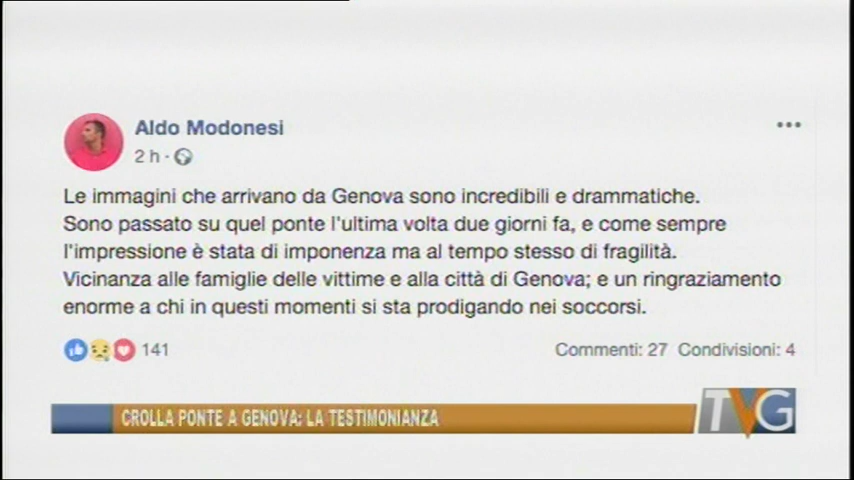 Aldo Modonesi
2 h ·
Le immagini che arrivano da Genova sono incredibili e drammatiche.
Sono passato su quel ponte l'ultima volta due giorni fa, e come sempre
l'impressione è stata di imponenza ma al tempo stesso di fragilità.
Vicinanza alle famiglie delle vittime e alla città di Genova; e un ringraziamento
enorme a chi in questi momenti si sta prodigando nei soccorsi.
141 Commenti: 27 Condivisioni: 4
CROLLA PONTE A GENOVA: LA TESTIMONIANZA
TVG